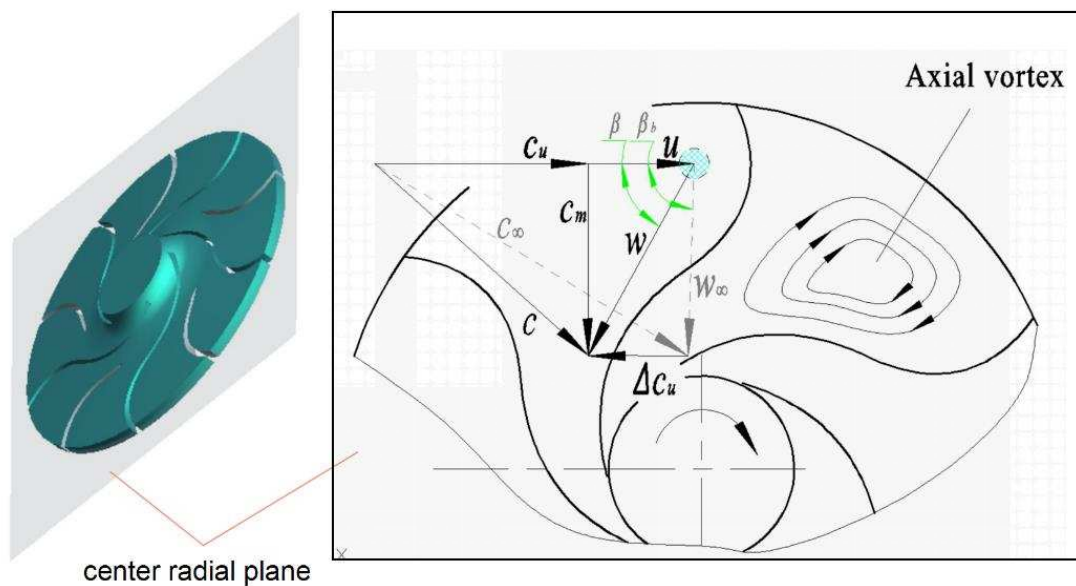 Axial vortex
β
β_b
c_u
u
c_m
c_∞
w
w_∞
c
Δc_u
center radial plane
X